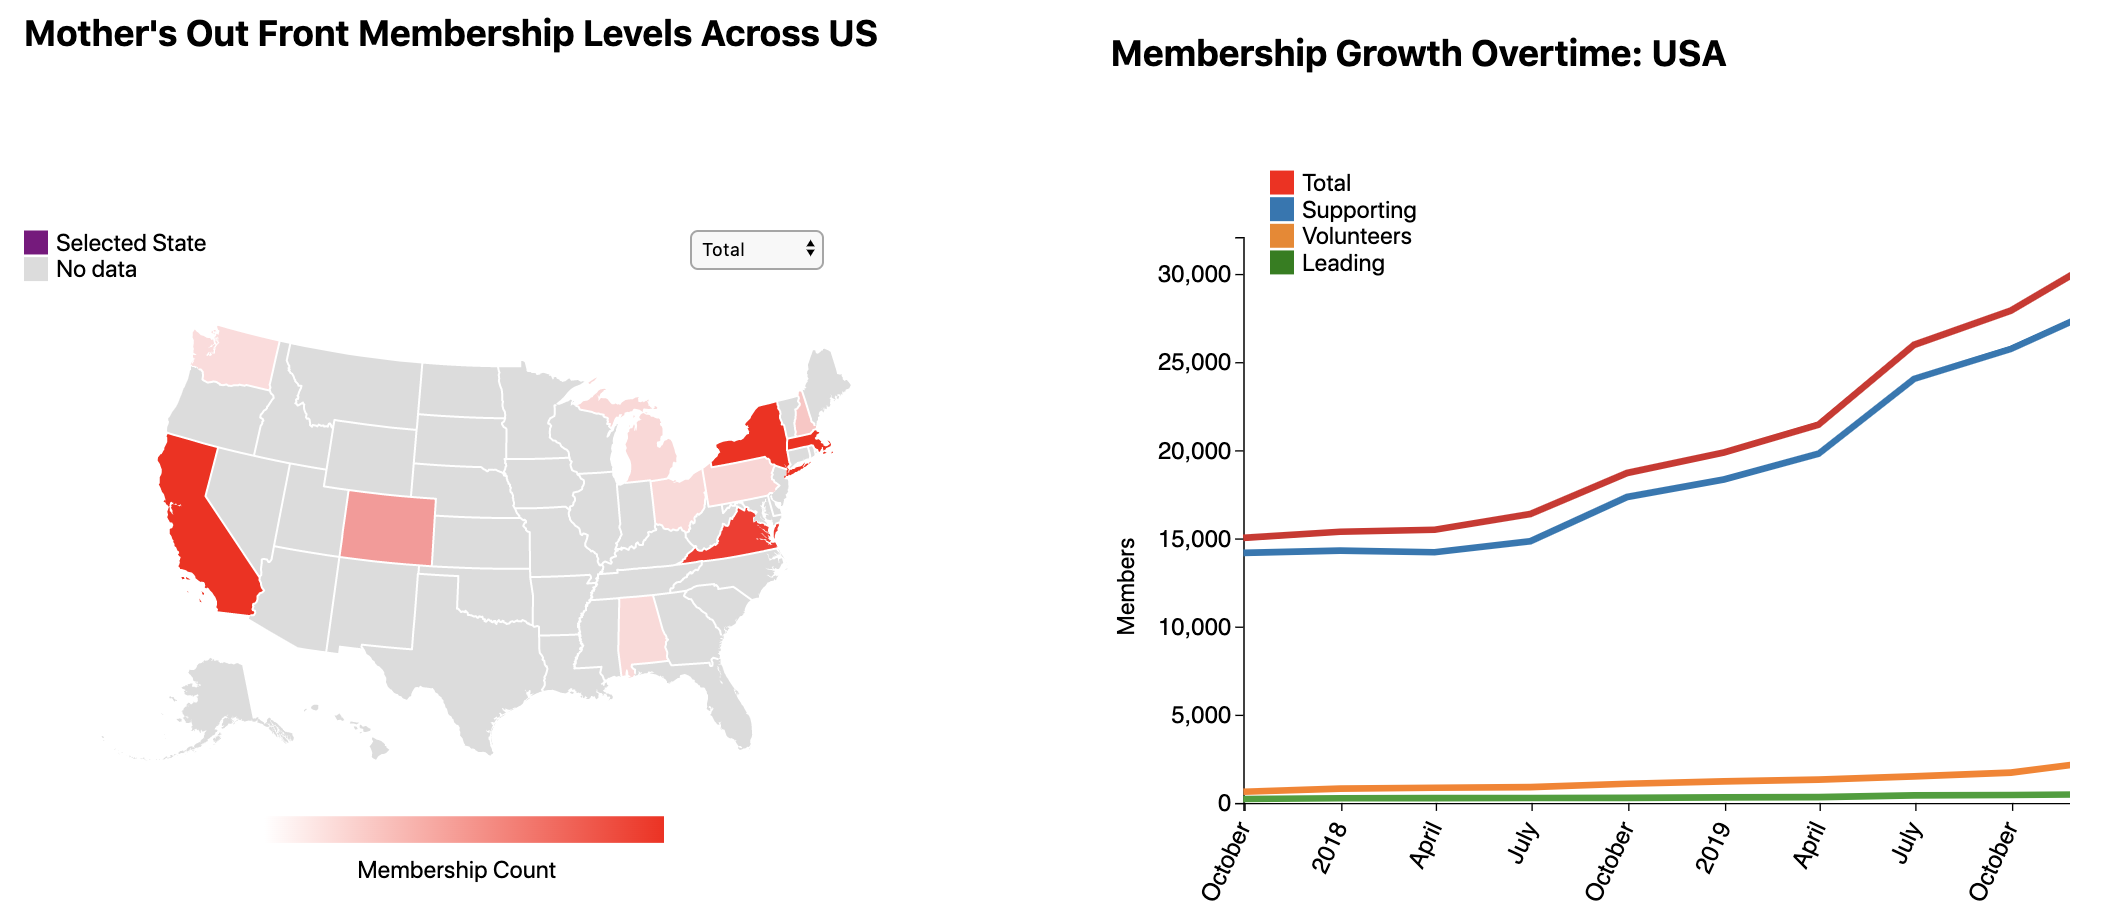 Mother's Out Front Membership Levels Across US
Selected State
No data
Total
Membership Count
Membership Growth Overtime: USA
Total
Supporting
Volunteers
Leading
30,000
25,000
20,000
15,000
10,000
5,000
0
Members
October
2018
April
July
October
2019
April
July
October